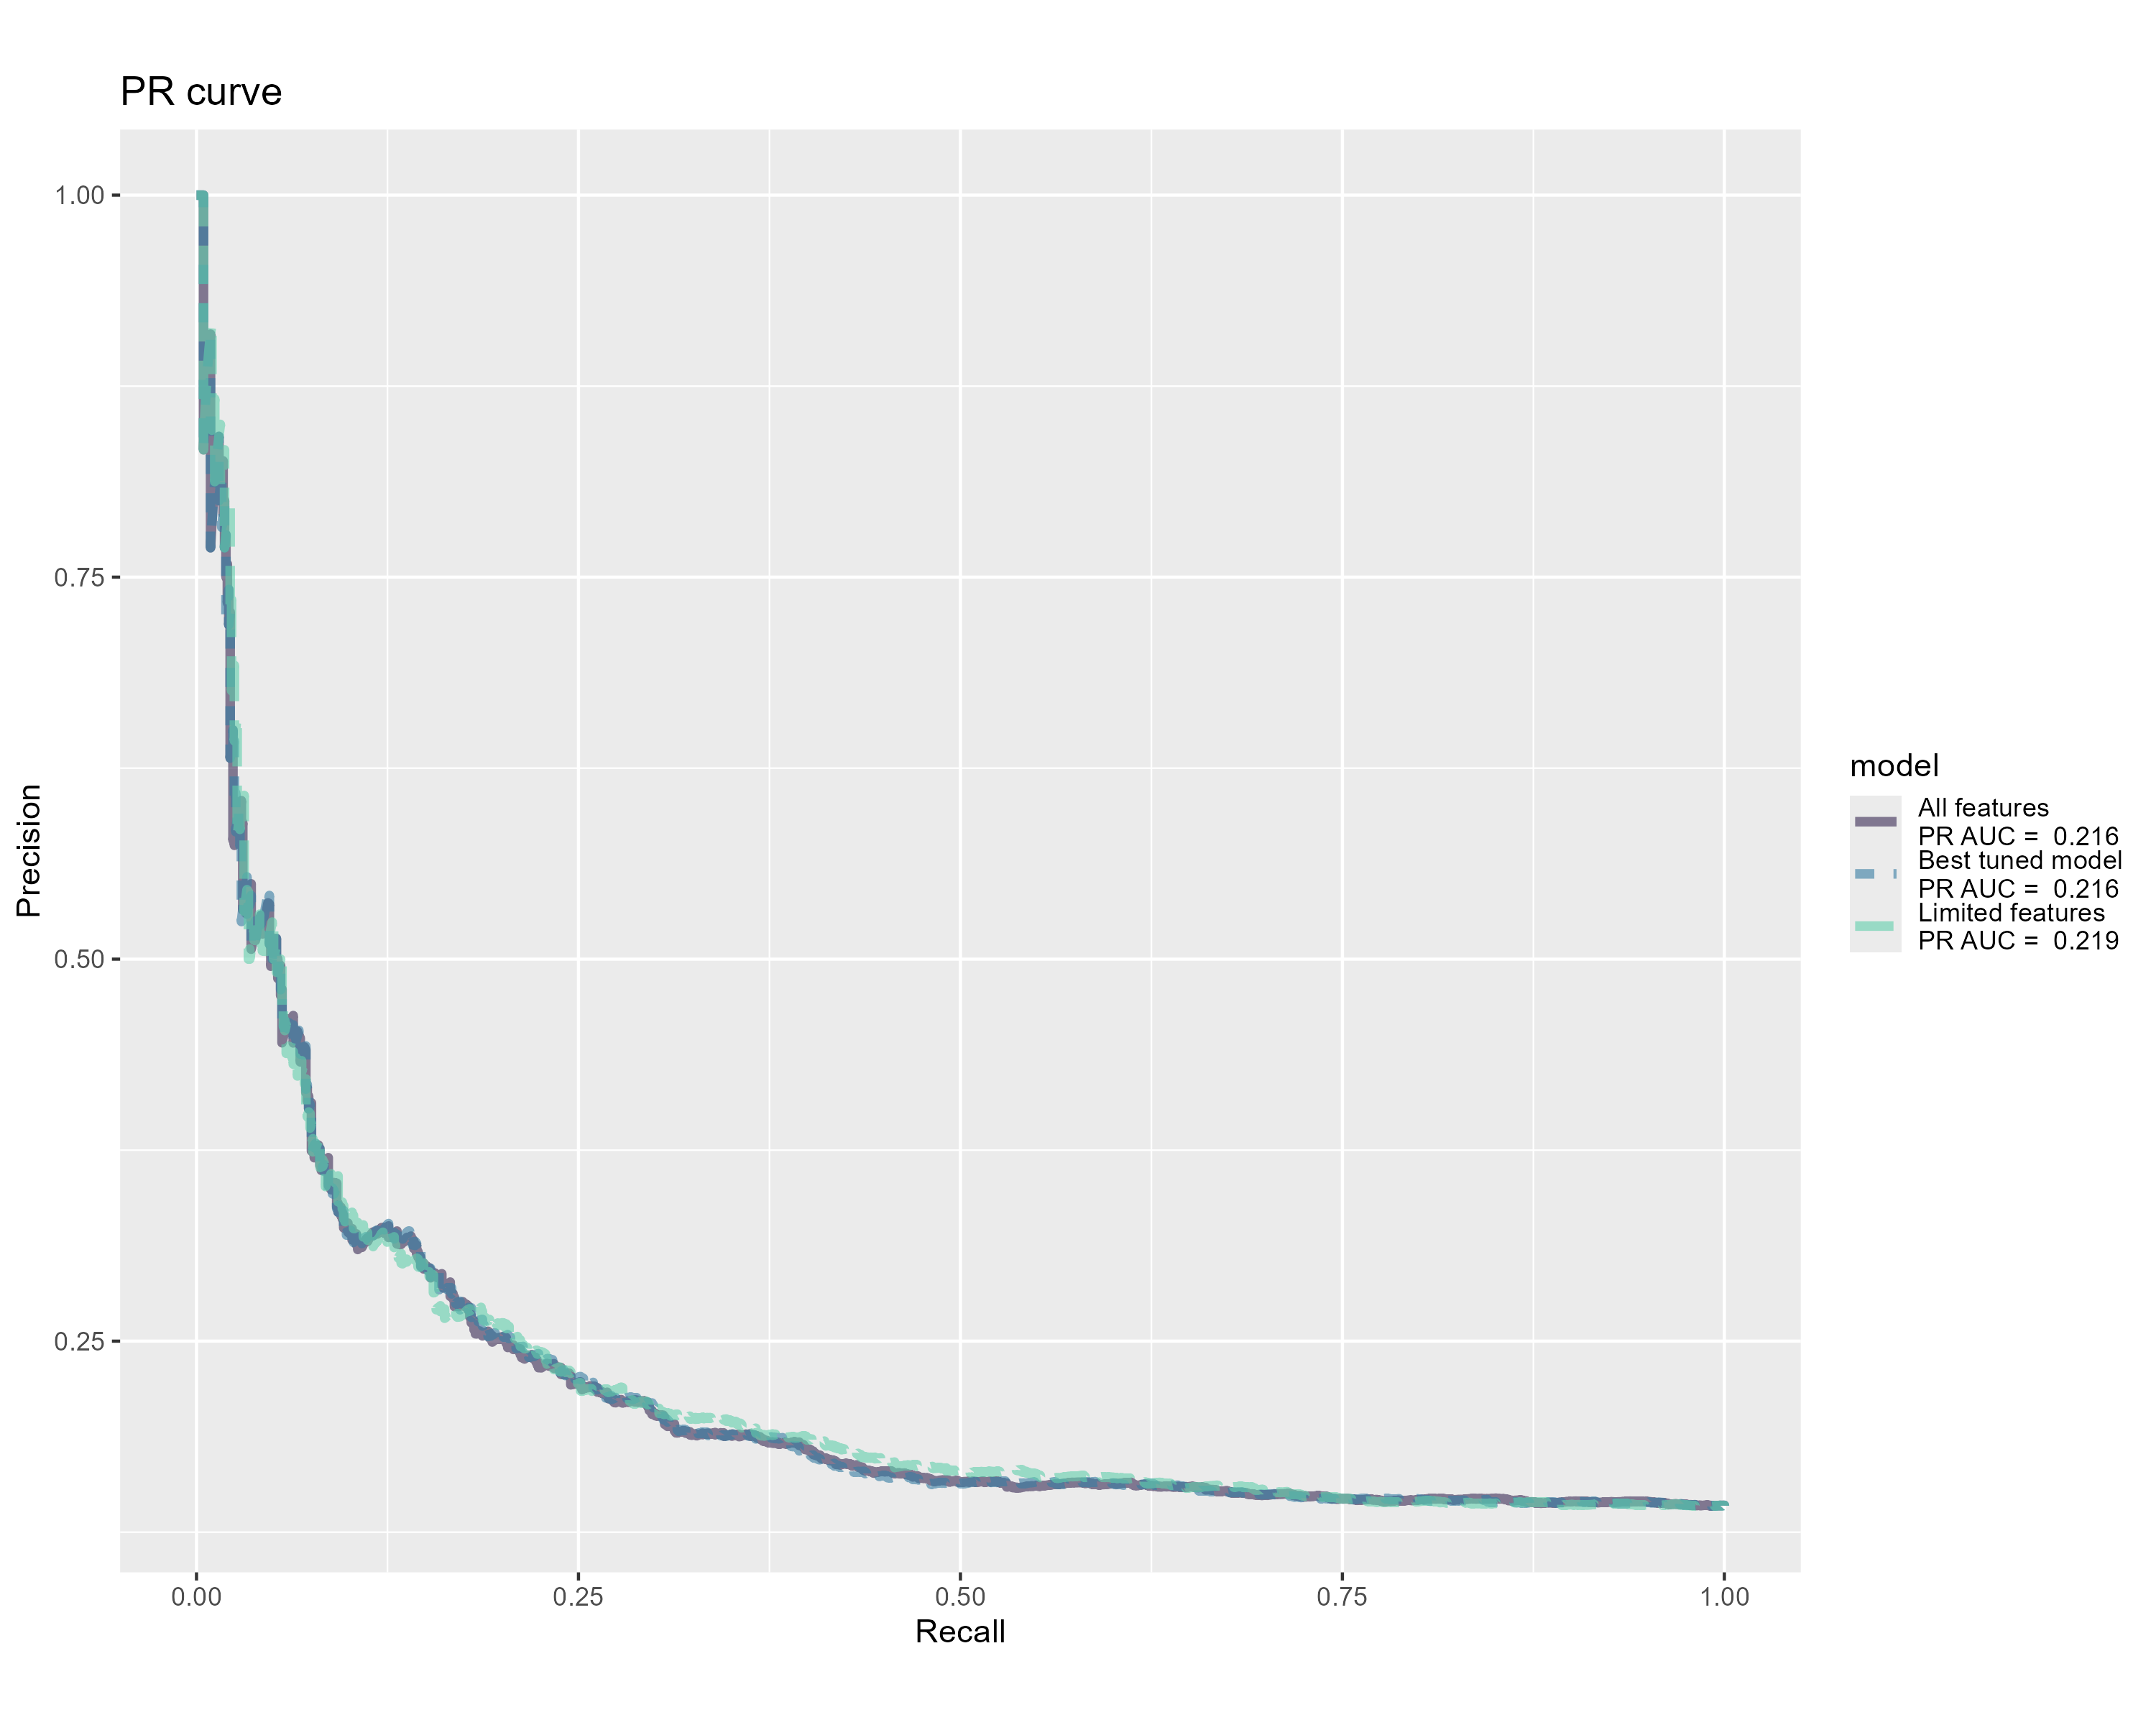 PR curve
1.00
0.75
0.50
0.25
Precision
0.00
0.25
0.50
0.75
1.00
Recall
model
All features
PR AUC = 0.216
Best tuned model
PR AUC = 0.216
Limited features
PR AUC = 0.219